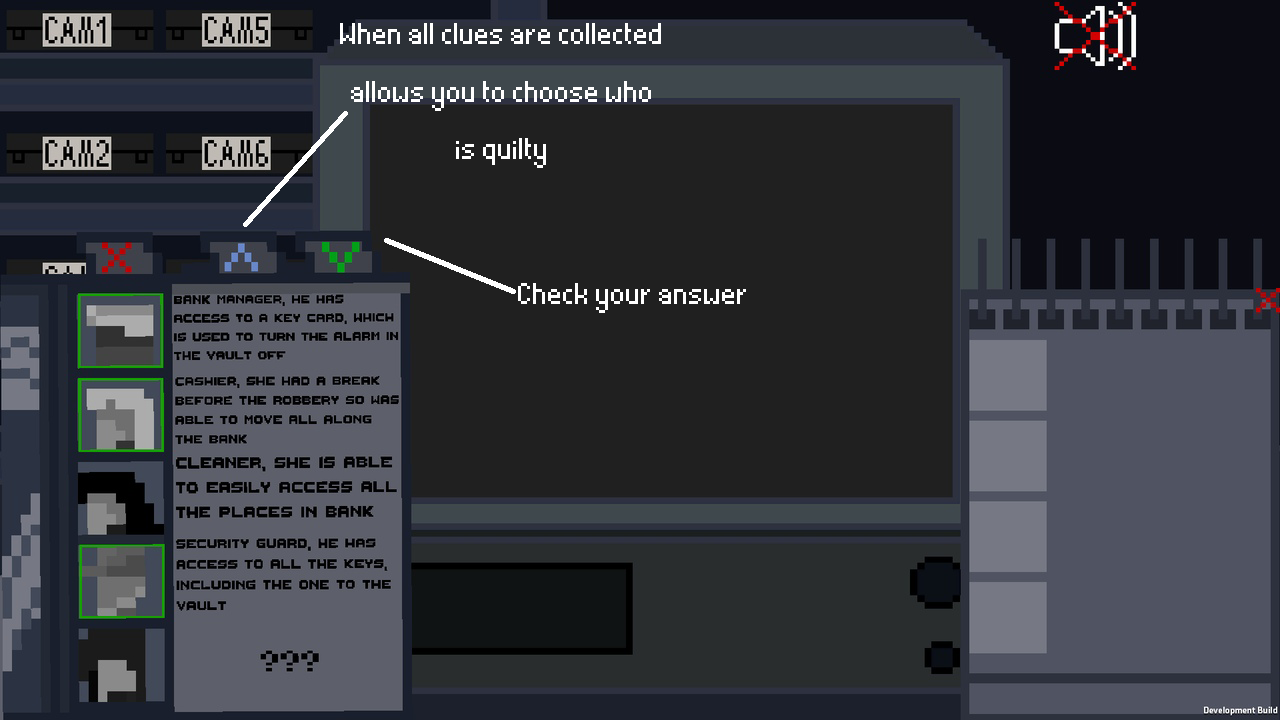 CAM1
CAM5
When all clues are collected
allows you to choose who
CAM2
CAM6
is quilty
Check your answer
BANK MANAGER, HE HAS
ACCESS TO A KEY CARD, WHICH
IS USED TO TURN THE ALARM IN
THE VAULT OFF
CASHIER, SHE HAD A BREAK
BEFORE THE ROBBERY SO WAS
ABLE TO MOVE ALL ALONG
THE BANK
CLEANER, SHE IS ABLE
TO EASILY ACCESS ALL
THE PLACES IN BANK
SECURITY GUARD, HE HAS
ACCESS TO ALL THE KEYS,
INCLUDING THE ONE TO THE
VAULT
???
Development Build